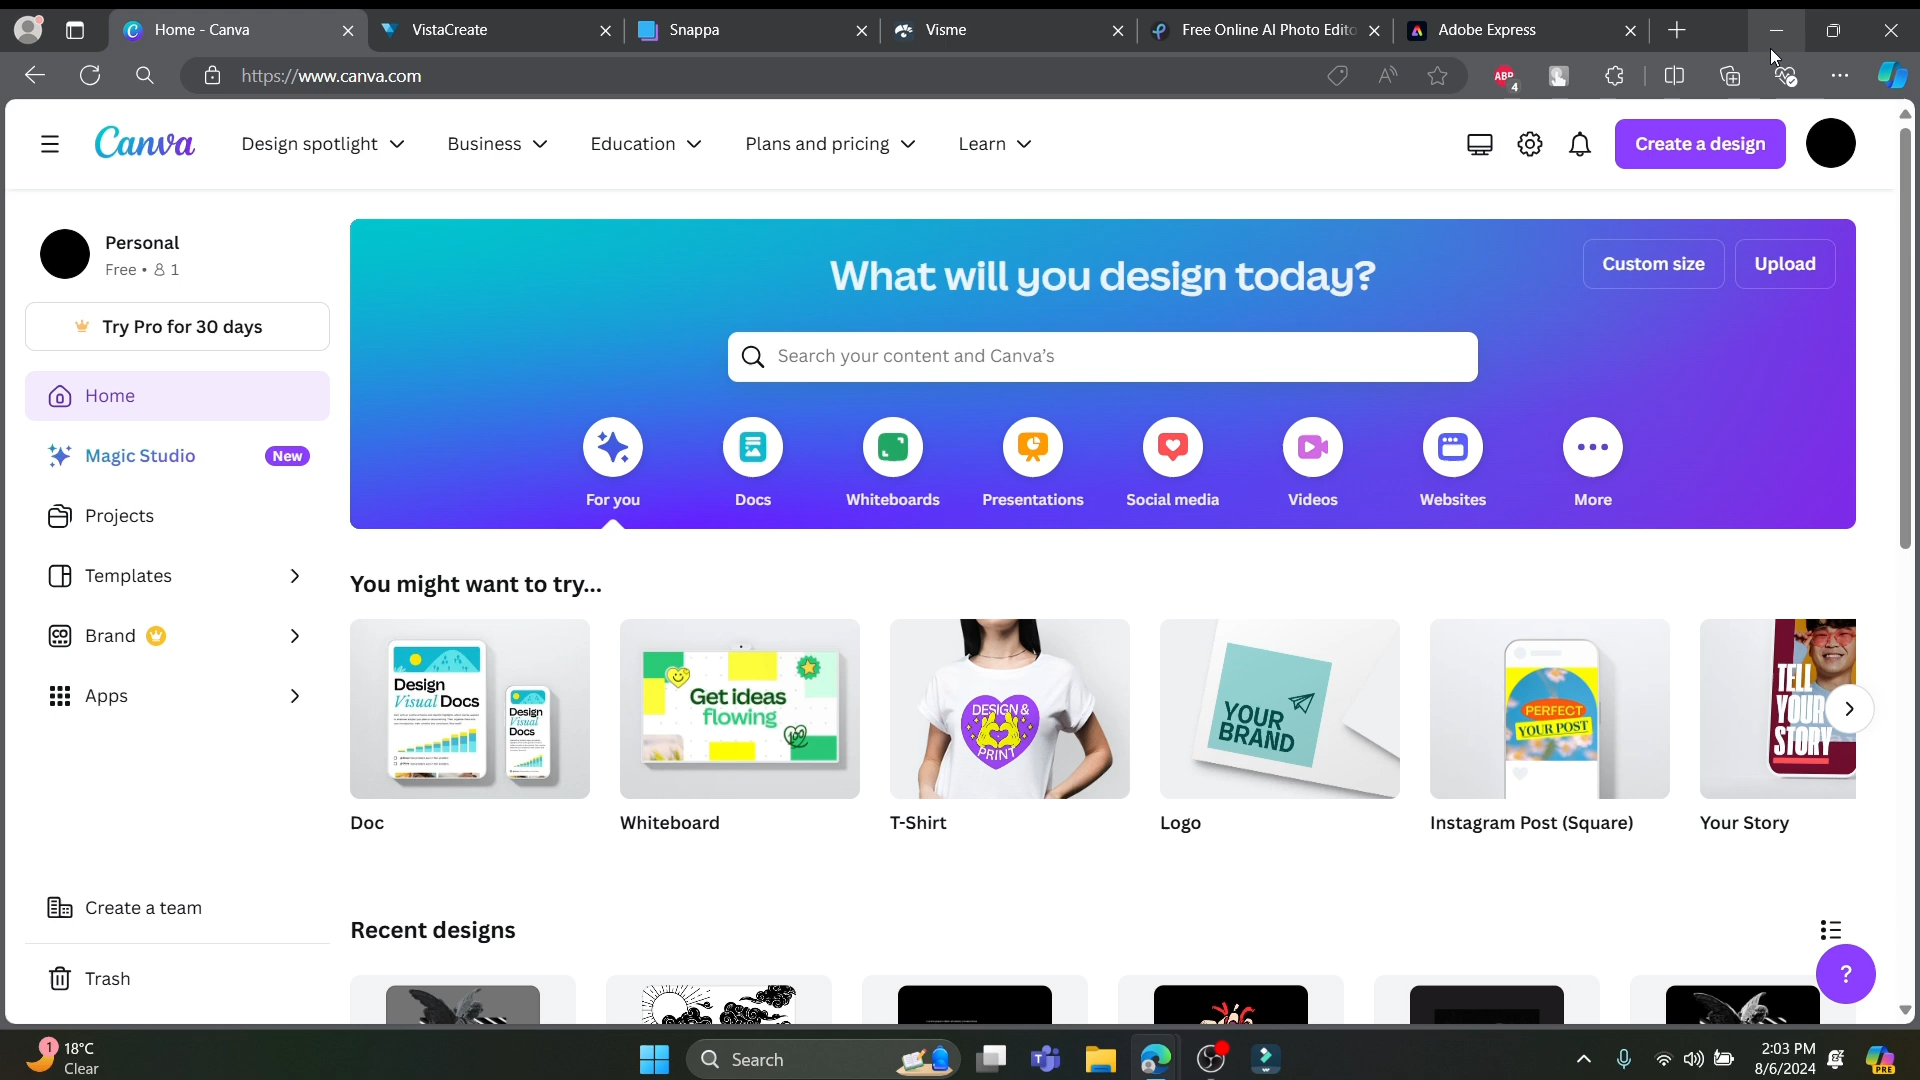 Home - Canva
VistaCreate
Snappa
Visme
Free Online AI Photo Edito
Adobe Express
https://www.canva.com
ABP
4
Canva
Design spotlight
Business
Education
Plans and pricing
Learn
Create a design
Personal
Free • 1
Try Pro for 30 days
Home
Magic Studio
New
Projects
Templates
Brand
Apps
Create a team
Trash
What will you design today?
Custom size
Upload
Search your content and Canva's
For you
Docs
Whiteboards
Presentations
Social media
Videos
Websites
More
You might want to try...
Design
Visual Docs
Design
Visual
Docs
Get ideas
flowing
DESIGN &
PRINT
YOUR
BRAND
PERFECT
YOUR POST
TELL
YOUR
STORY
Doc
Whiteboard
T-Shirt
Logo
Instagram Post (Square)
Your Story
Recent designs
?
1
18°C
Clear
Search
2:03 PM
8/6/2024
PRE